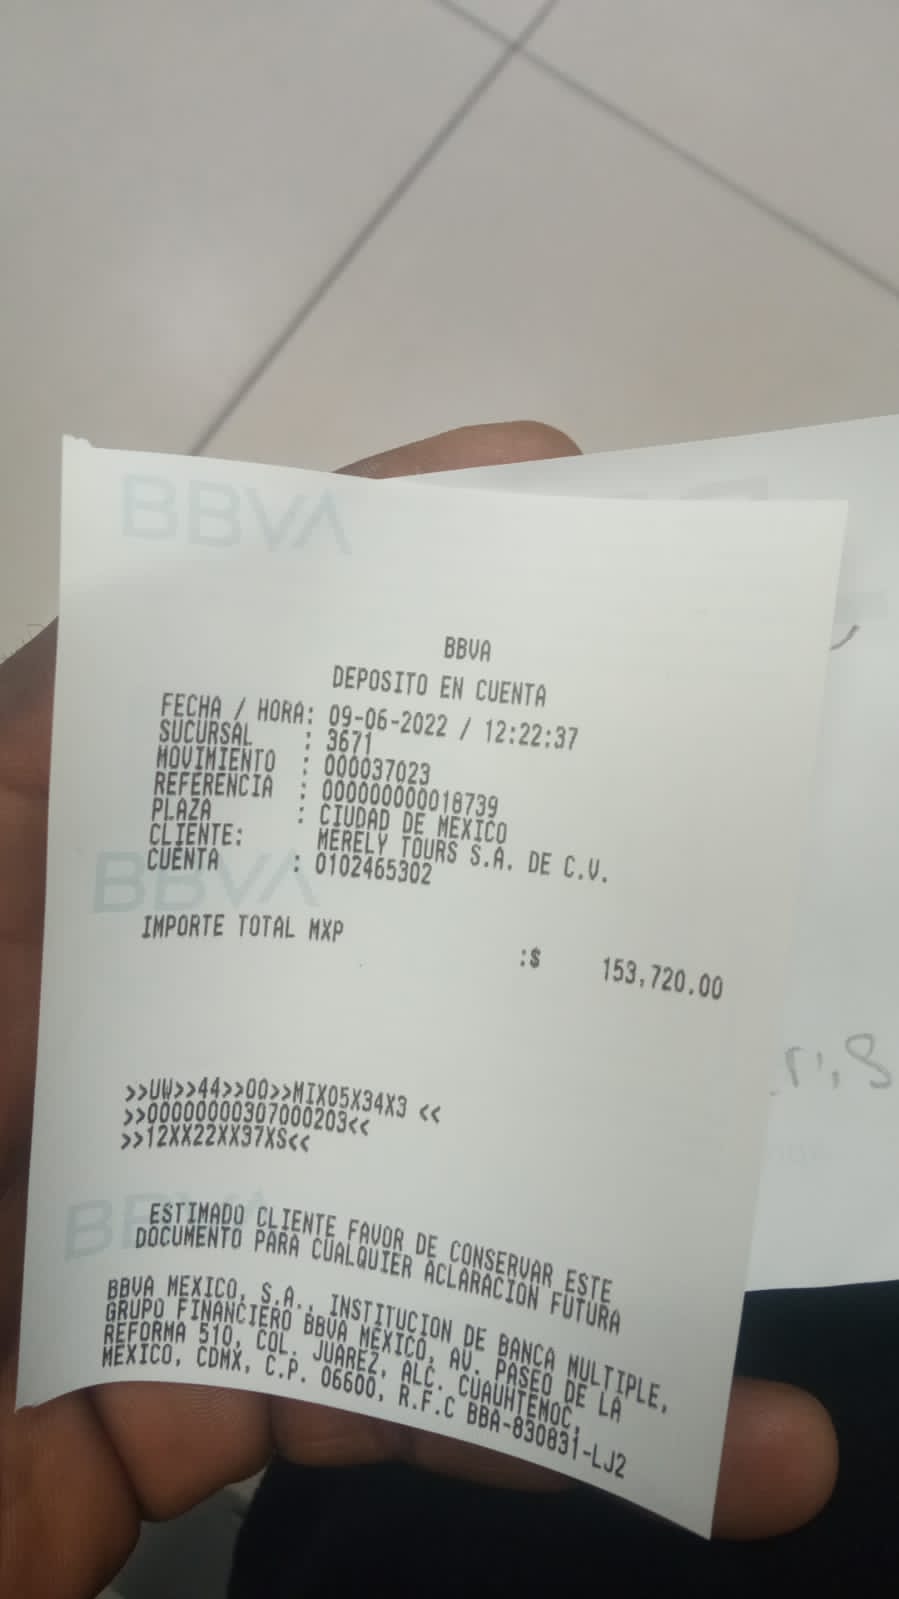 BBVA
BBVA
DEPOSITO EN CUENTA
FECHA / HORA: 09-06-2022 / 12:22:37
SUCURSAL : 3671
MOVIMIENTO : 000037023
REFERENCIA : 000000000018739
PLAZA : CIUDAD DE MEXICO
CLIENTE: MERELY TOURS S.A. DE C.V.
CUENTA : 0102465302
BBVA
IMPORTE TOTAL MXP
:$ 153,720.00
>>UW>>44>>00>>MIX05X34X3 <<
>>00000000307000203<<
>>12XX22XX37XS<<
BBVA
ESTIMADO CLIENTE FAVOR DE CONSERVAR ESTE
DOCUMENTO PARA CUALQUIER ACLARACION FUTURA
BBVA MEXICO, S.A., INSTITUCION DE BANCA MULTIPLE,
GRUPO FINANCIERO BBVA MEXICO, AV. PASEO DE LA
REFORMA 510, COL. JUAREZ, ALC. CUAUHTEMOC,
MEXICO, CDMX, C.P. 06600, R.F.C BBA-830831-LJ2